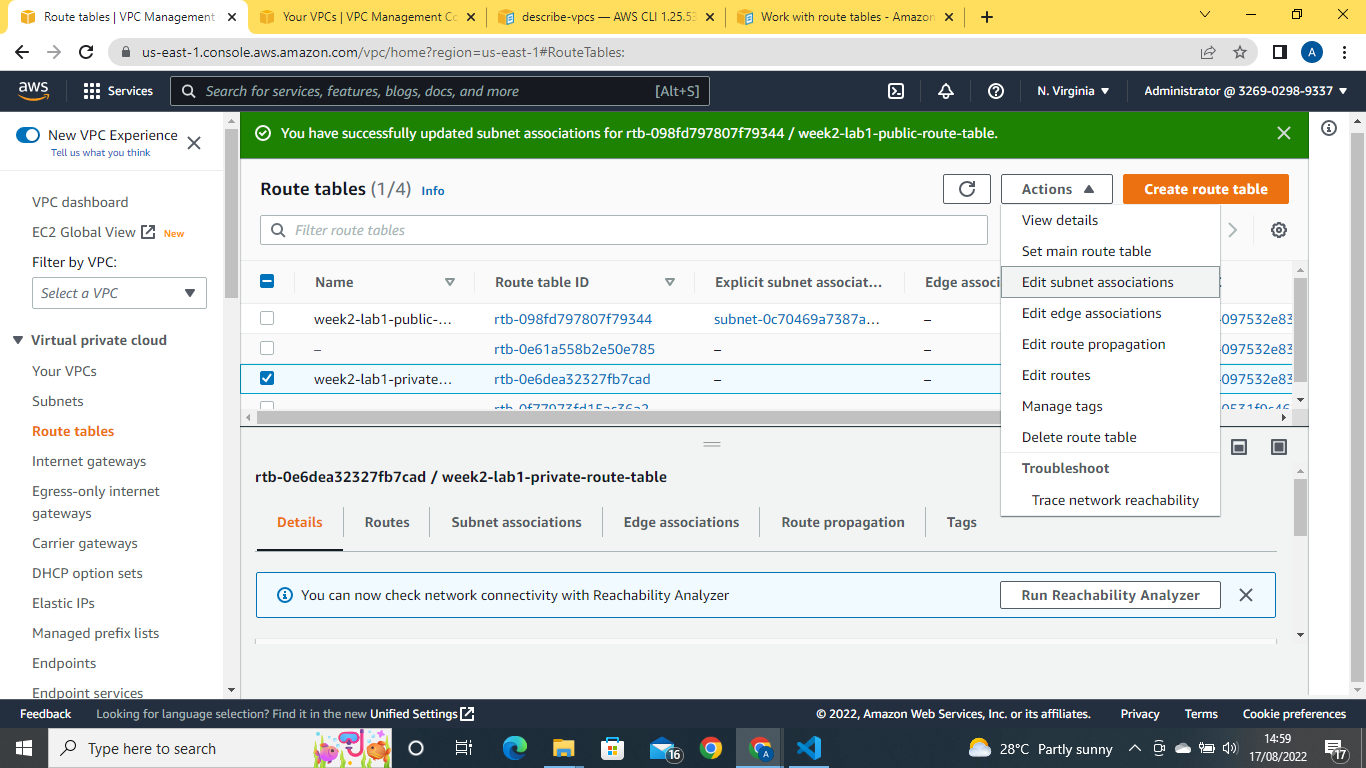 Route tables | VPC Management
Your VPCs | VPC Management Co
describe-vpcs — AWS CLI 1.25.53
Work with route tables - Amazon
us-east-1.console.aws.amazon.com/vpc/home?region=us-east-1#RouteTables:
A
aws
Services
Search for services, features, blogs, docs, and more
[Alt+S]
N. Virginia
Administrator @ 3269-0298-9337
New VPC Experience
Tell us what you think
You have successfully updated subnet associations for rtb-098fd797807f79344 / week2-lab1-public-route-table.
VPC dashboard
EC2 Global View New
Filter by VPC:
Select a VPC
Virtual private cloud
Your VPCs
Subnets
Route tables
Internet gateways
Egress-only internet
gateways
Carrier gateways
DHCP option sets
Elastic IPs
Managed prefix lists
Endpoints
Endpoint services
Route tables (1/4) Info
Actions
Create route table
Filter route tables
View details
Set main route table
Edit subnet associations
Edit edge associations
Edit route propagation
Edit routes
Manage tags
Delete route table
Troubleshoot
Trace network reachability
Name Route table ID Explicit subnet associat... Edge associ
week2-lab1-public-... rtb-098fd797807f79344 subnet-0c70469a7387a... – 097532e83
– rtb-0e61a558b2e50e785 – – 097532e83
week2-lab1-private... rtb-0e6dea32327fb7cad – – 097532e83
rtb-0e6dea32327fb7cad / week2-lab1-private-route-table
Details Routes Subnet associations Edge associations Route propagation Tags
You can now check network connectivity with Reachability Analyzer
Run Reachability Analyzer
Feedback Looking for language selection? Find it in the new Unified Settings
© 2022, Amazon Web Services, Inc. or its affiliates. Privacy Terms Cookie preferences
Type here to search
16
A
28°C Partly sunny
14:59
17/08/2022
17